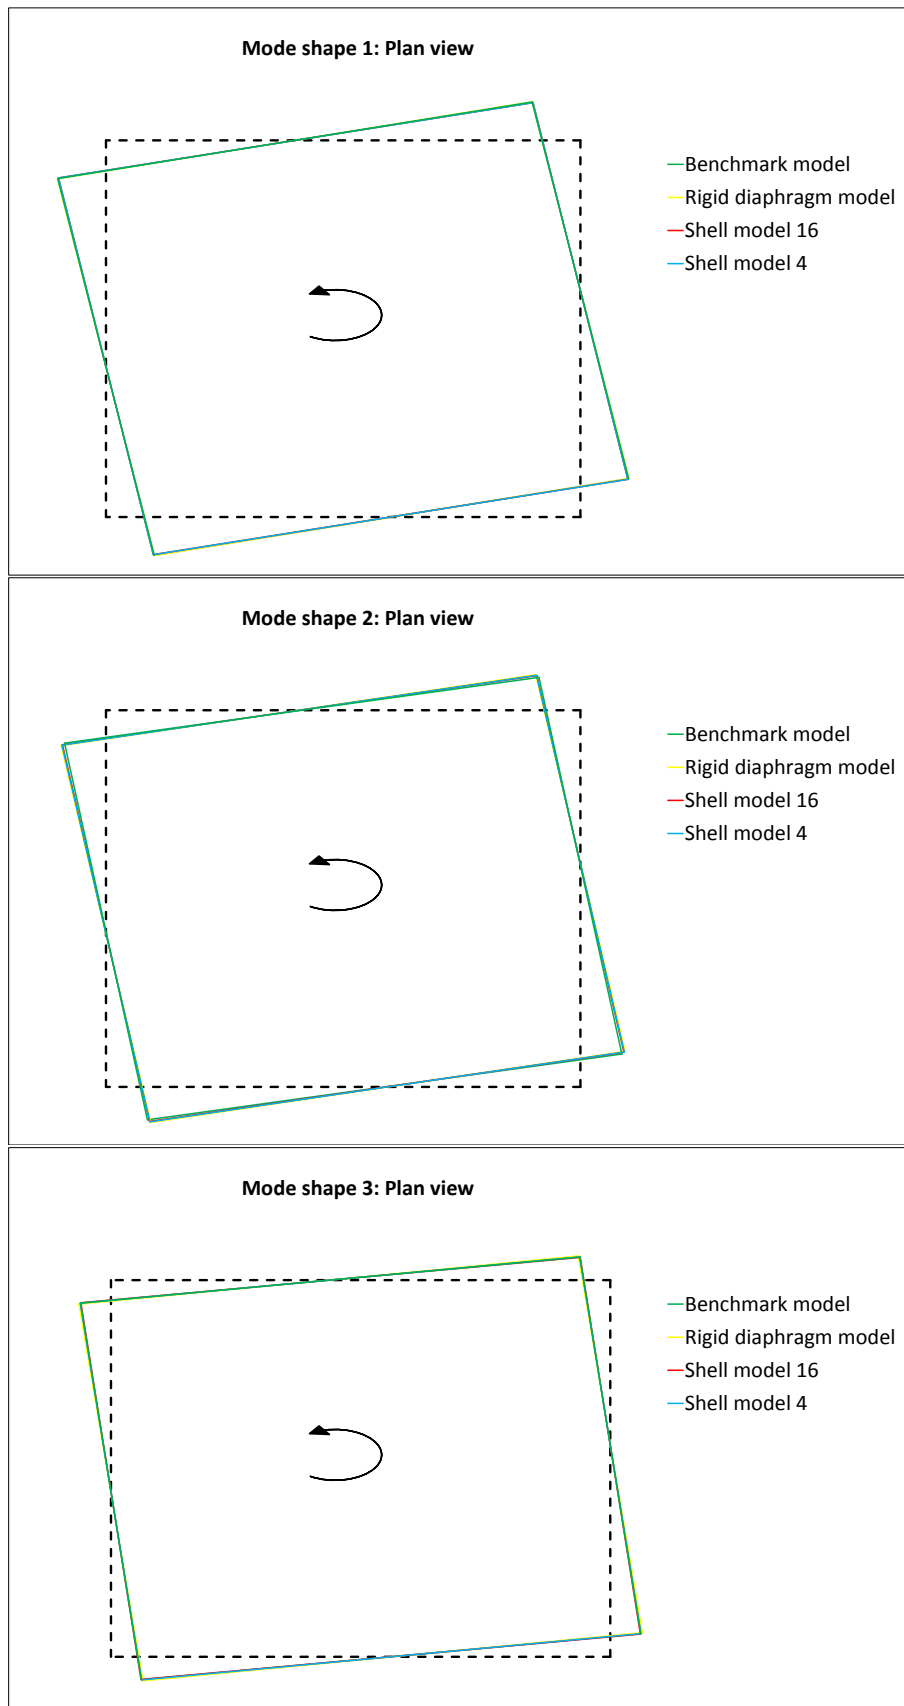 Mode shape 1: Plan view
Benchmark model
Rigid diaphragm model
Shell model 16
Shell model 4
Mode shape 2: Plan view
Benchmark model
Rigid diaphragm model
Shell model 16
Shell model 4
Mode shape 3: Plan view
Benchmark model
Rigid diaphragm model
Shell model 16
Shell model 4